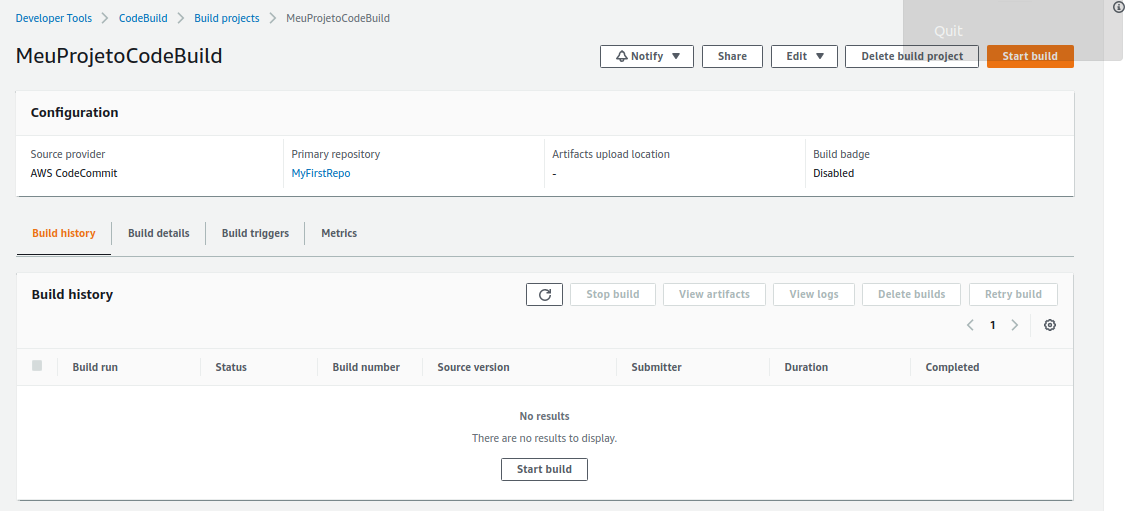 Developer Tools > CodeBuild > Build projects > MeuProjetoCodeBuild
Quit
MeuProjetoCodeBuild
Notify ▼ Share Edit ▼ Delete build project Start build
Configuration
Source provider Primary repository Artifacts upload location Build badge
AWS CodeCommit MyFirstRepo - Disabled
Build history Build details Build triggers Metrics
Build history Stop build View artifacts View logs Delete builds Retry build
< 1 >
Build run Status Build number Source version Submitter Duration Completed
No results
There are no results to display.
Start build